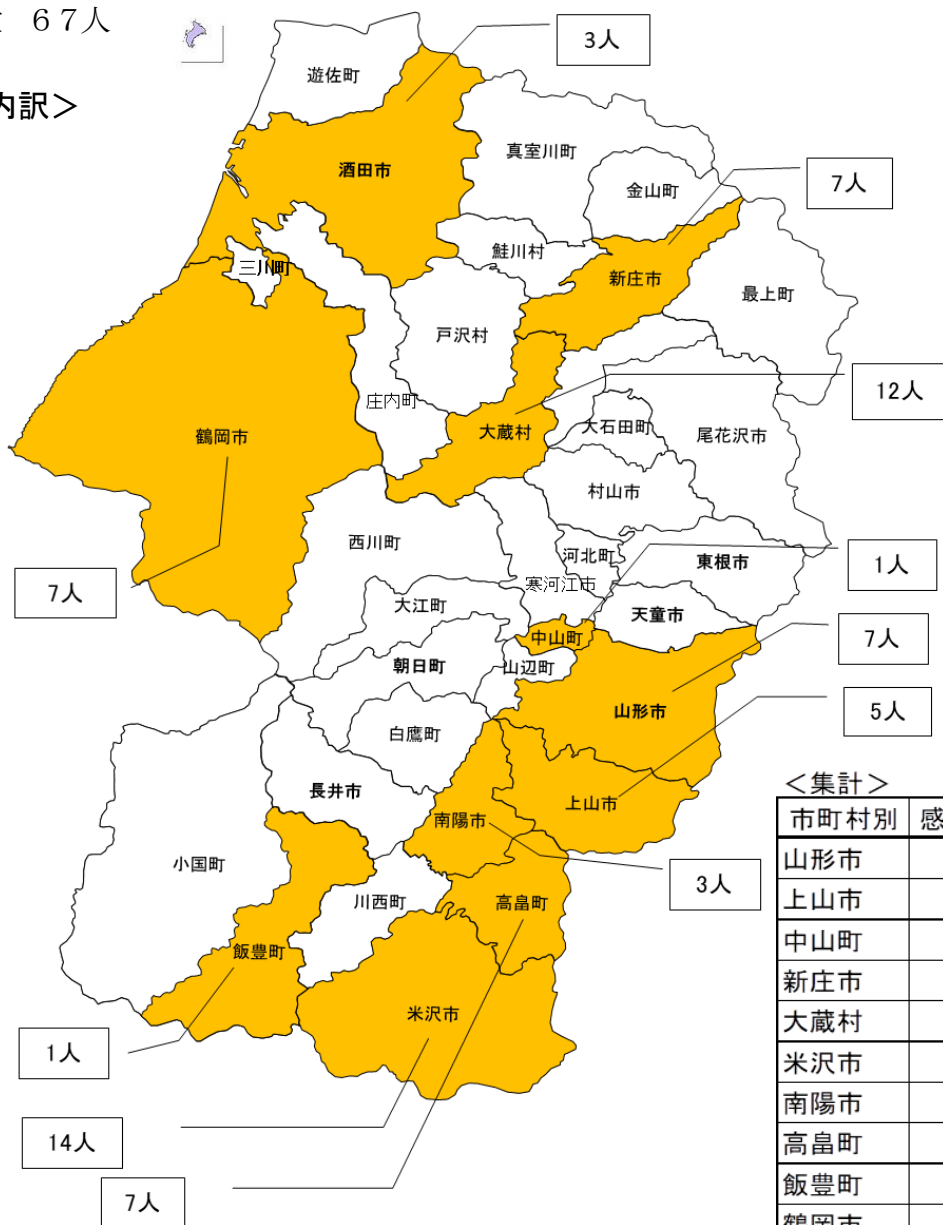 ６７人
内訳＞
3人
遊佐町
真室川町
酒田市
金山町
7人
鮭川村
三川町
新庄市
最上町
戸沢村
12人
庄内町
大蔵村
大石田町
尾花沢市
鶴岡市
村山市
西川町
河北町
東根市
1人
7人
寒河江市
大江町
天童市
中山町
7人
朝日町
山辺町
山形市
5人
白鷹町
長井市
上山市
南陽市
小国町
3人
川西町
高畠町
飯豊町
米沢市
1人
14人
7人
＜集計＞
市町村別 感
山形市
上山市
中山町
新庄市
大蔵村
米沢市
南陽市
高畠町
飯豊町
鶴岡市